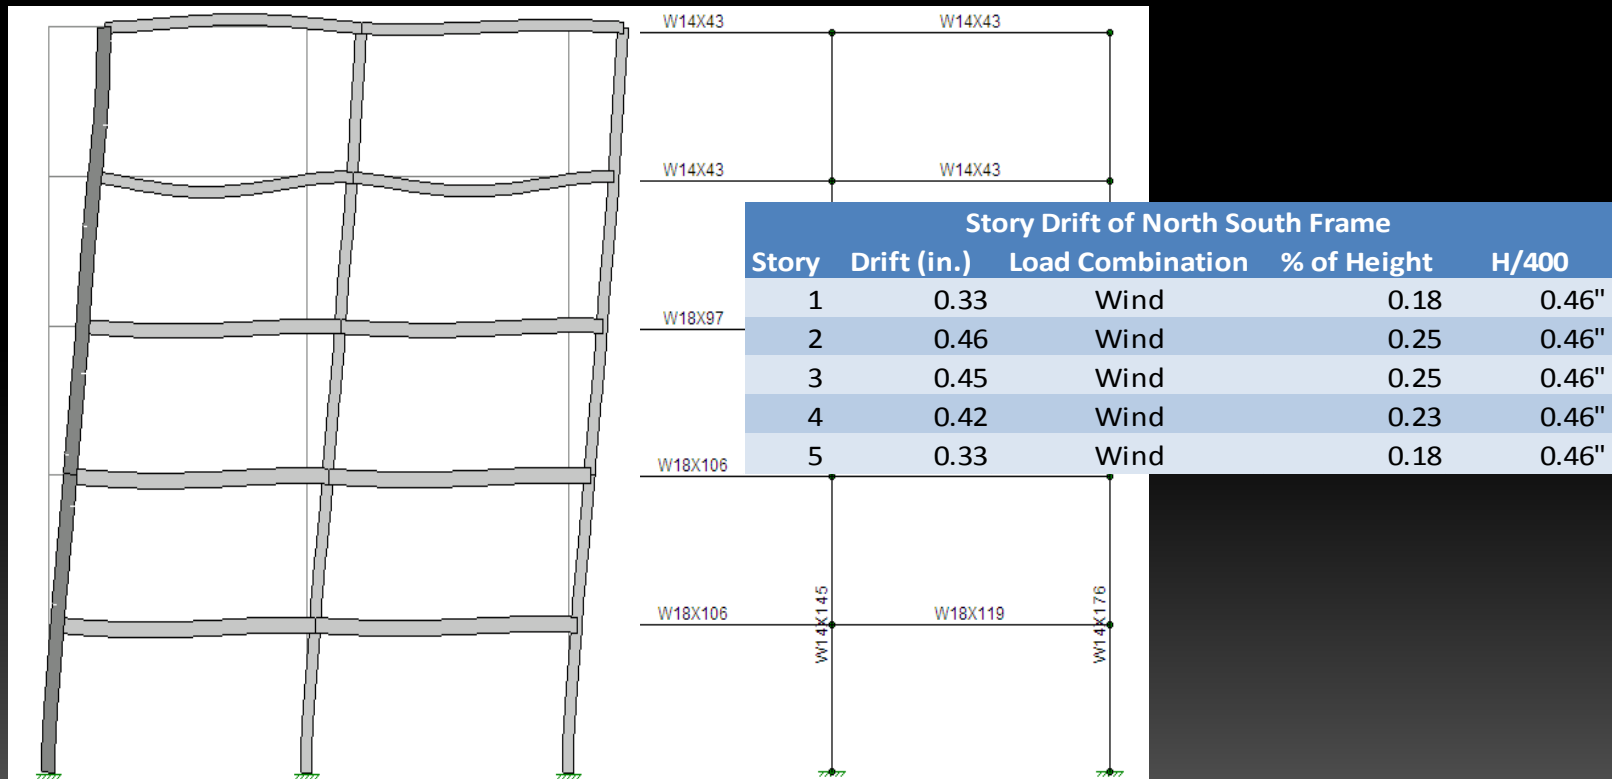 W14X43 W14X43
W14X43 W14X43
Story Drift of North South Frame
Story Drift (in.) Load Combination % of Height H/400
1 0.33 Wind 0.18 0.46"
2 0.46 Wind 0.25 0.46"
3 0.45 Wind 0.25 0.46"
4 0.42 Wind 0.23 0.46"
5 0.33 Wind 0.18 0.46"
W18X97
W18X106
W18X106 W18X119
W14X145
W14X176